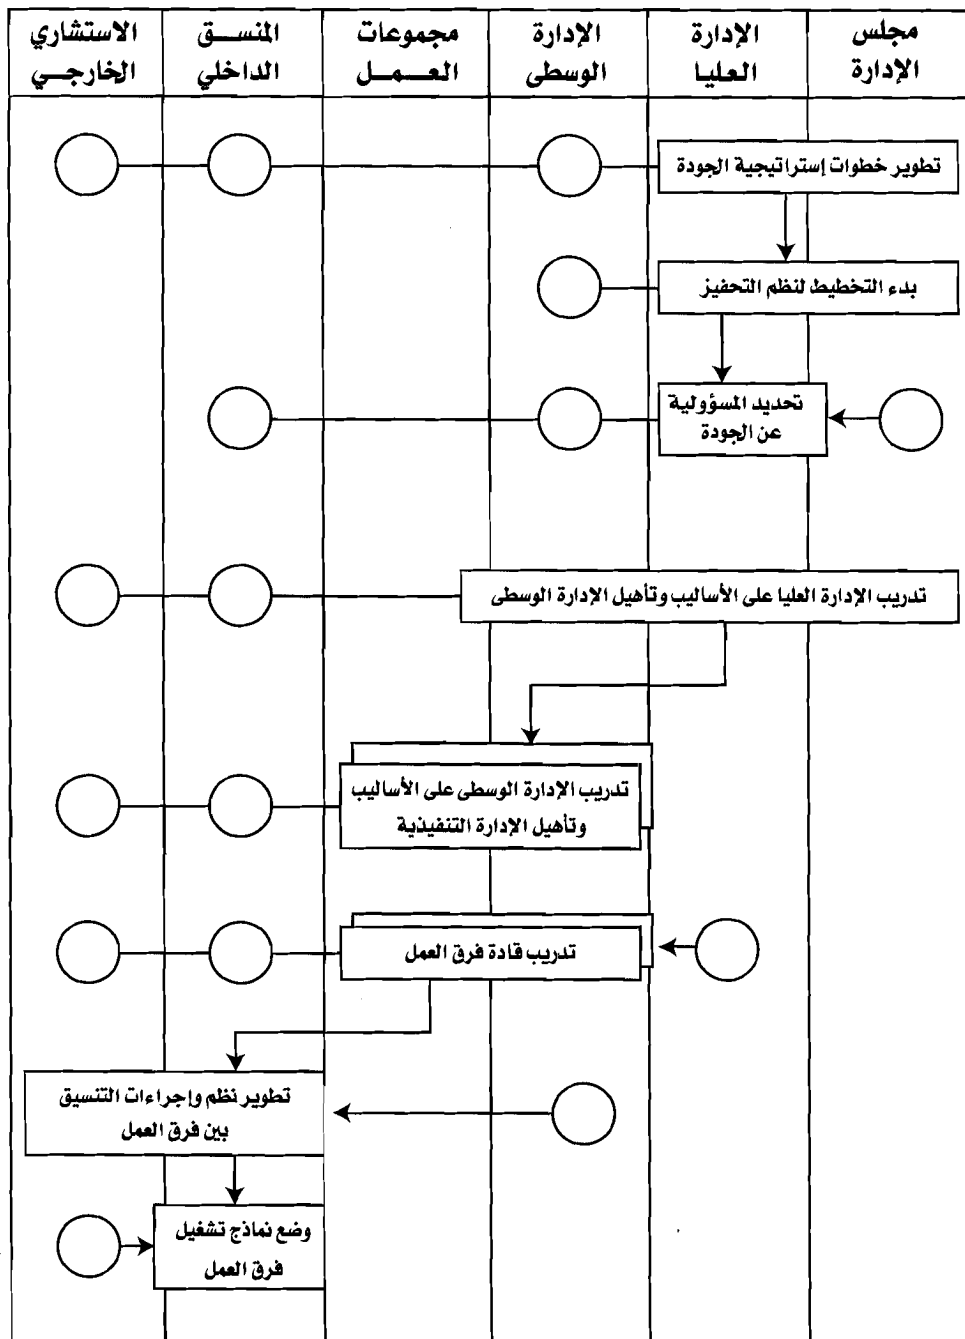 مجلس
الإدارة
الإدارة
العليا
الإدارة
الوسطى
مجموعات
العمل
المنسق
الداخلي
الاستشاري
الخارجي
تطوير خطوات إستراتيجية الجودة
بدء التخطيط لنظم التحفيز
تحديد المسؤولية
عن الجودة
تدريب الإدارة العليا على الأساليب وتأهيل الإدارة الوسطى
تدريب الإدارة الوسطى على الأساليب
وتأهيل الإدارة التنفيذية
تدريب قادة فرق العمل
تطوير نظم وإجراءات التنسيق
بين فرق العمل
وضع نماذج تشغيل
فرق العمل